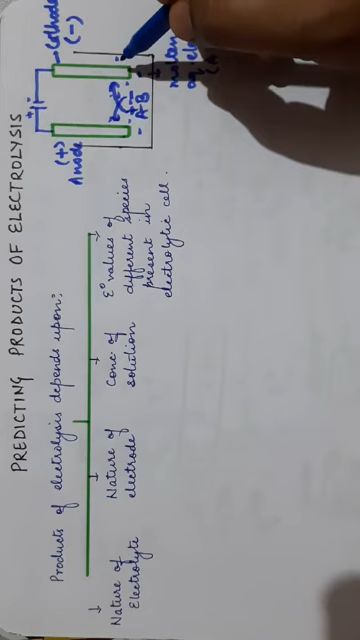 PREDICTING PRODUCTS OF ELECTROLYSIS
Products of electrolysis depends upon;
Nature of
Electrolyte
Nature of
electrode
Conc of
solution
E° values of
different species
present in
electrolytic cell.
(+)
Anode
Cathode
(-)
A-B
molten